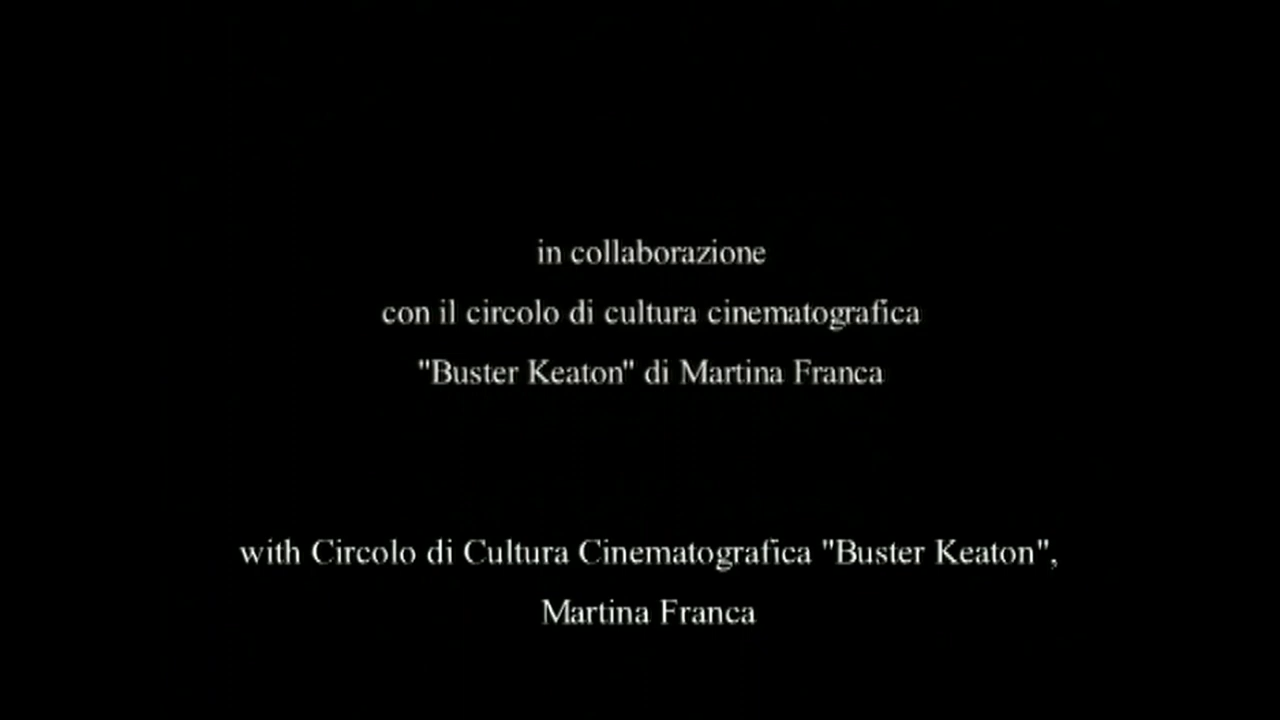 in collaborazione
con il circolo di cultura cinematografica
"Buster Keaton" di Martina Franca
with Circolo di Cultura Cinematografica "Buster Keaton",
Martina Franca